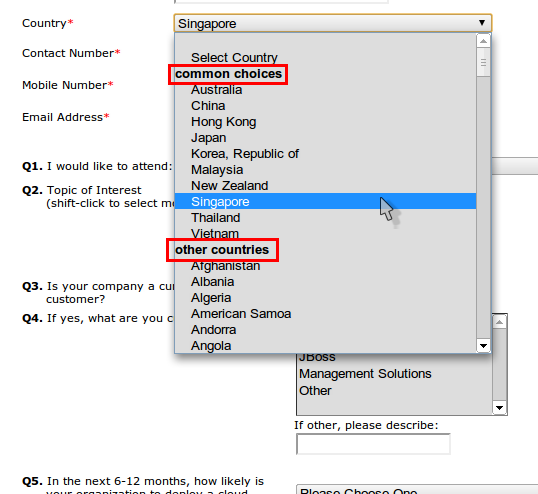 Country*
Singapore
Contact Number*
Mobile Number*
Email Address*
Select Country
common choices
Australia
China
Hong Kong
Japan
Korea, Republic of
Malaysia
New Zealand
Singapore
Thailand
Vietnam
other countries
Afghanistan
Albania
Algeria
American Samoa
Andorra
Angola
Q1. I would like to attend:
Q2. Topic of Interest
(shift-click to select
Q3. Is your company a
customer?
Q4. If yes, what are you
JBoss
Management Solutions
Other
If other, please describe:
Q5. In the next 6-12 months, how likely is
your organization to deploy a cloud
Please Choose One